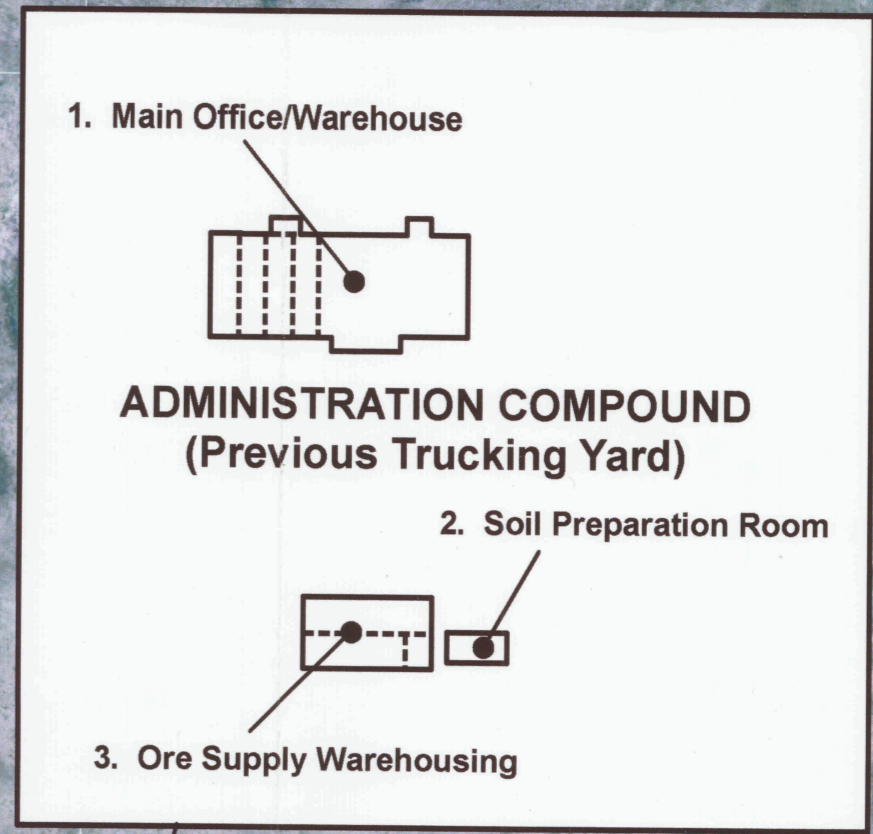 1. Main Office/Warehouse
ADMINISTRATION COMPOUND
(Previous Trucking Yard)
2. Soil Preparation Room
3. Ore Supply Warehousing